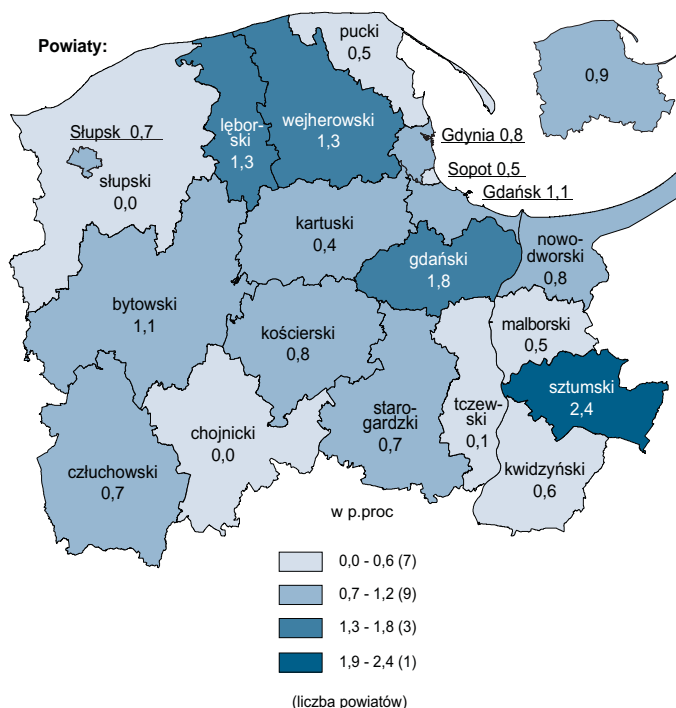 Powiaty:
pucki
0,5
0,9
Słupsk 0,7
lębor-
ski
1,3
wejherowski
1,3
Gdynia 0,8
Sopot 0,5
Gdańsk 1,1
słupski
0,0
kartuski
0,4
gdański
1,8
nowo-
dworski
0,8
bytowski
1,1
kościerski
0,8
malborski
0,5
sztumski
2,4
staro-
gardzki
0,7
tczew-
ski
0,1
chojnicki
0,0
człuchowski
0,7
kwidzyński
0,6
w p.proc
0,0 - 0,6 (7)
0,7 - 1,2 (9)
1,3 - 1,8 (3)
1,9 - 2,4 (1)
(liczba powiatów)